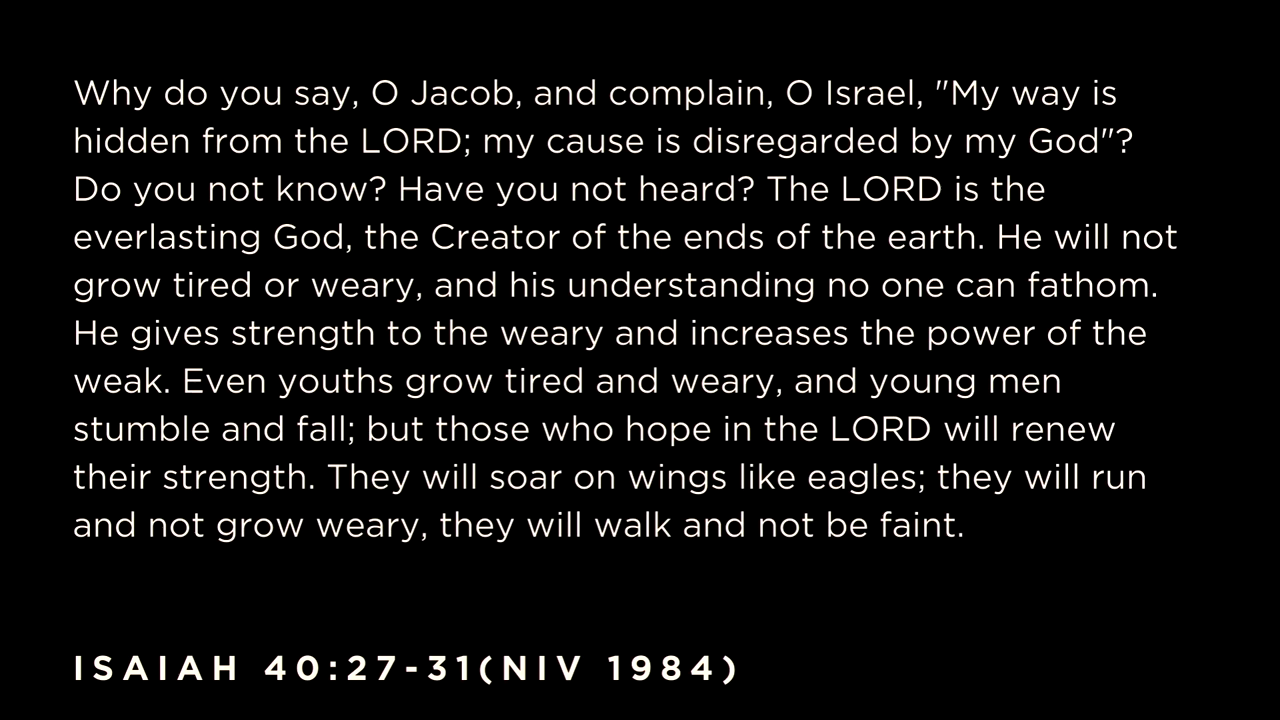 Why do you say, O Jacob, and complain, O Israel, "My way is
hidden from the LORD; my cause is disregarded by my God"?
Do you not know? Have you not heard? The LORD is the
everlasting God, the Creator of the ends of the earth. He will not
grow tired or weary, and his understanding no one can fathom.
He gives strength to the weary and increases the power of the
weak. Even youths grow tired and weary, and young men
stumble and fall; but those who hope in the LORD will renew
their strength. They will soar on wings like eagles; they will run
and not grow weary, they will walk and not be faint.
ISAIAH 40:27-31(NIV 1984)